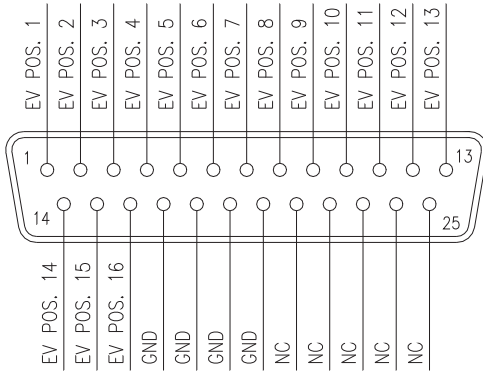 EV POS. 1
EV POS. 2
EV POS. 3
EV POS. 4
EV POS. 5
EV POS. 6
EV POS. 7
EV POS. 8
EV POS. 9
EV POS. 10
EV POS. 11
EV POS. 12
EV POS. 13
1
13
14
25
EV POS. 14
EV POS. 15
EV POS. 16
GND
GND
GND
GND
NC
NC
NC
NC
NC